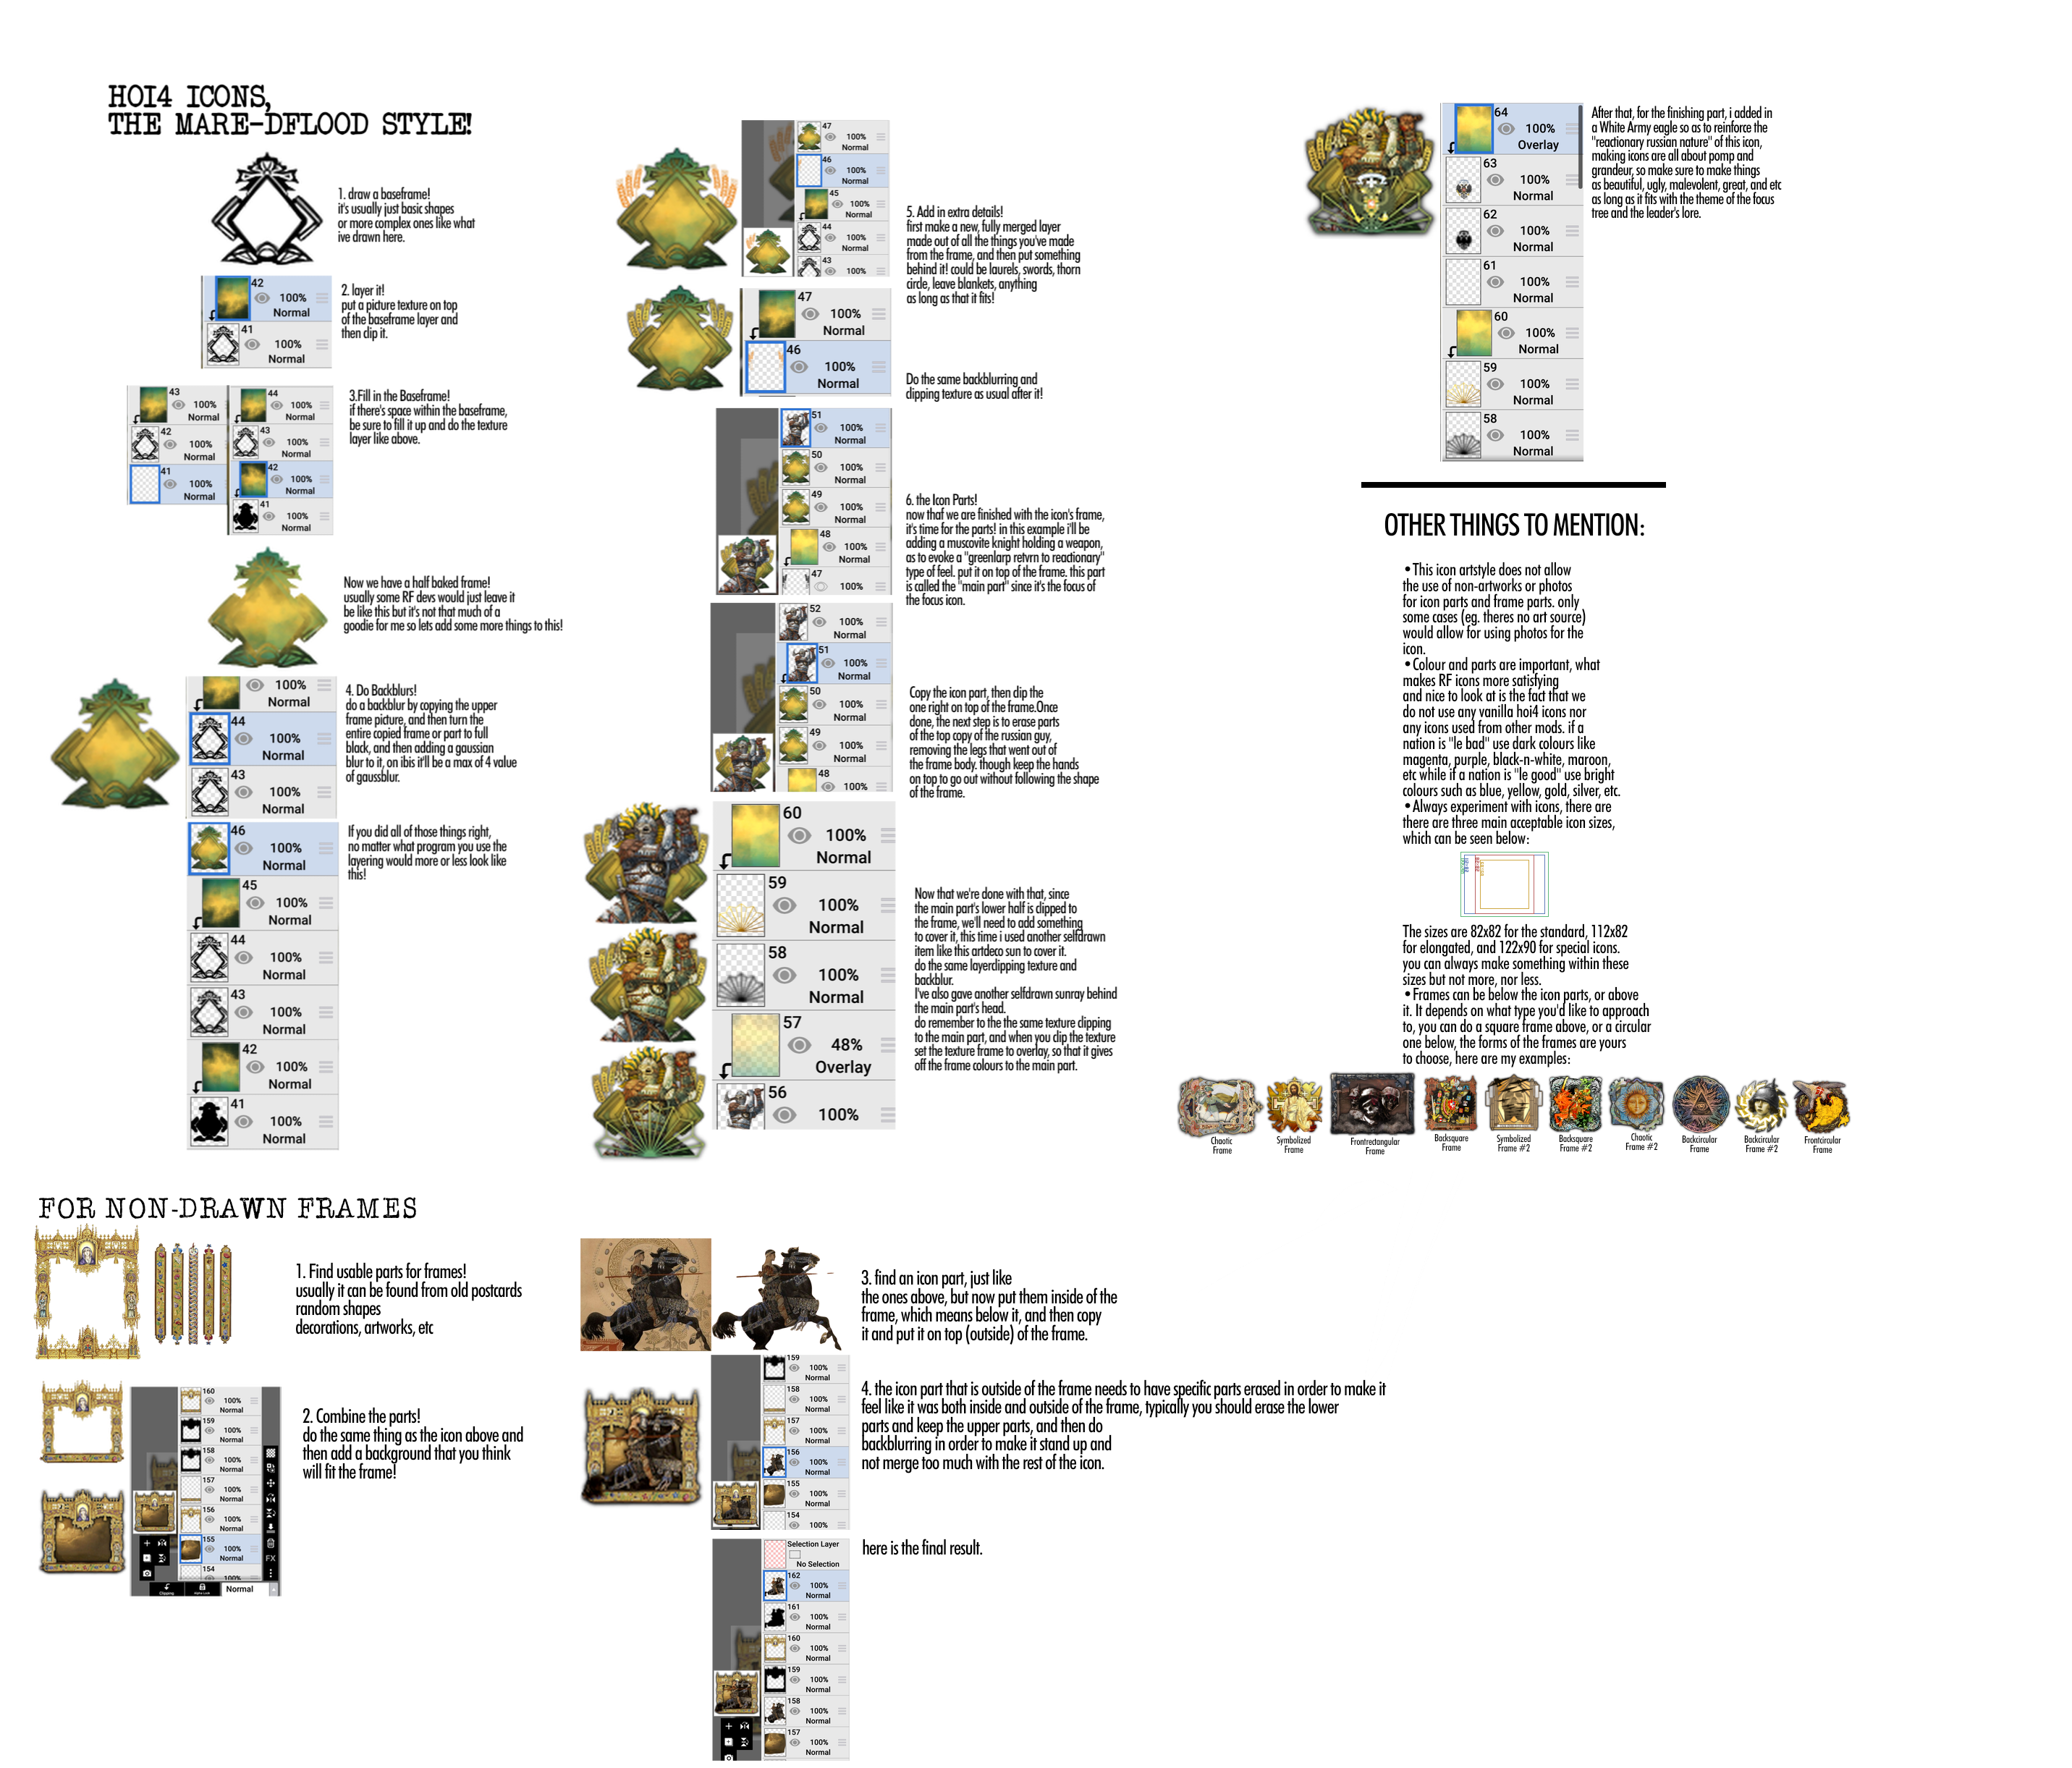 HOI4 ICONS,
THE MARE-DFLOOD STYLE!
1. draw a baseframe!
it's usually just basic shapes
or more complex ones like what
ive drawn here.
42
100%
Normal
41
100%
Normal
2. layer it!
put a picture texture on top
of the baseframe layer and
then clip it.
43
100%
Normal
42
100%
Normal
41
100%
Normal
44
100%
Normal
43
100%
Normal
42
100%
Normal
41
100%
Normal
3.Fill in the Baseframe!
if there's space within the baseframe,
be sure to fill it up and do the texture
layer like above.
Now we have a half baked frame!
usually some RF devs would just leave it
be like this but it's not that much of a
goodie for me so lets add some more things to this!
100%
Normal
44
100%
Normal
43
100%
Normal
4. Do Backblurs!
do a backblur by copying the upper
frame picture, and then turn the
entire copied frame or part to full
black, and then adding a gaussian
blur to it, on ibis it'll be a max of 4 value
of gaussblur.
46
100%
Normal
45
100%
Normal
44
100%
Normal
43
100%
Normal
42
100%
Normal
41
100%
Normal
If you did all of those things right,
no matter what program you use the
layering would more or less look like
this!
47
100%
Normal
46
100%
Normal
45
100%
Normal
44
100%
Normal
43
100%
5. Add in extra details!
first make a new, fully merged layer
made out of all the things you've made
from the frame, and then put something
behind it! could be laurels, swords, thorn
circle, leave blankets, anything
as long as that it fits!
47
100%
Normal
46
100%
Normal
Do the same backblurring and
clipping texture as usual after it!
51
100%
Normal
50
100%
Normal
49
100%
Normal
48
100%
Normal
47
100%
6. the Icon Parts!
now thaf we are finished with the icon's frame,
it's time for the parts! in this example i'll be
adding a muscovite knight holding a weapon,
as to evoke a "greenlarp retvrn to reactionary"
type of feel. put it on top of the frame. this part
is called the "main part" since it's the focus of
the focus icon.
52
100%
Normal
51
100%
Normal
50
100%
Normal
49
100%
Normal
48
100%
Copy the icon part, then clip the
one right on top of the frame.Once
done, the next step is to erase parts
of the top copy of the russian guy,
removing the legs that went out of
the frame body. though keep the hands
on top to go out without following the shape
of the frame.
60
100%
Normal
59
100%
Normal
58
100%
Normal
57
48%
Overlay
56
100%
Now that we're done with that, since
the main part's lower half is clipped to
the frame, we'll need to add something
to cover it, this time i used another selfdrawn
item like this artdeco sun to cover it.
do the same layerclipping texture and
backblur.
I've also gave another selfdrawn sunray behind
the main part's head.
do remember to the the same texture clipping
to the main part, and when you clip the texture
set the texture frame to overlay, so that it gives
off the frame colours to the main part.
64
100%
Overlay
63
100%
Normal
62
100%
Normal
61
100%
Normal
60
100%
Normal
59
100%
Normal
58
100%
Normal
After that, for the finishing part, i added in
a White Army eagle so as to reinforce the
"reactionary russian nature" of this icon,
making icons are all about pomp and
grandeur, so make sure to make things
as beautiful, ugly, malevolent, great, and etc
as long as it fits with the theme of the focus
tree and the leader's lore.
OTHER THINGS TO MENTION:
•This icon artstyle does not allow
the use of non-artworks or photos
for icon parts and frame parts. only
some cases (eg. theres no art source)
would allow for using photos for the
icon.
•Colour and parts are important, what
makes RF icons more satisfying
and nice to look at is the fact that we
do not use any vanilla hoi4 icons nor
any icons used from other mods. if a
nation is "le bad" use dark colours like
magenta, purple, black-n-white, maroon,
etc while if a nation is "le good" use bright
colours such as blue, yellow, gold, silver, etc.
•Always experiment with icons, there are
there are three main acceptable icon sizes,
which can be seen below:
The sizes are 82x82 for the standard, 112x82
for elongated, and 122x90 for special icons.
you can always make something within these
sizes but not more, nor less.
•Frames can be below the icon parts, or above
it. It depends on what type you'd like to approach
to, you can do a square frame above, or a circular
one below, the forms of the frames are yours
to choose, here are my examples:
Chaotic
Frame
Symbolized
Frame
Frontrectangular
Frame
Backsquare
Frame
Symbolized
Frame #2
Backsquare
Frame #2
Chaotic
Frame #2
Backcircular
Frame
Backcircular
Frame #2
Frontcircular
Frame
FOR NON-DRAWN FRAMES
1. Find usable parts for frames!
usually it can be found from old postcards
random shapes
decorations, artworks, etc
160
100%
Normal
159
100%
Normal
158
100%
Normal
157
100%
Normal
156
100%
Normal
155
100%
Normal
154
100%
FX
Clipping
Alpha Lock
Normal
2. Combine the parts!
do the same thing as the icon above and
then add a background that you think
will fit the frame!
3. find an icon part, just like
the ones above, but now put them inside of the
frame, which means below it, and then copy
it and put it on top (outside) of the frame.
159
100%
Normal
158
100%
Normal
157
100%
Normal
156
100%
Normal
155
100%
Normal
154
100%
4. the icon part that is outside of the frame needs to have specific parts erased in order to make it
feel like it was both inside and outside of the frame, typically you should erase the lower
parts and keep the upper parts, and then do
backblurring in order to make it stand up and
not merge too much with the rest of the icon.
Selection Layer
No Selection
162
100%
Normal
161
100%
Normal
160
100%
Normal
159
100%
Normal
158
100%
Normal
157
100%
Normal
here is the final result.